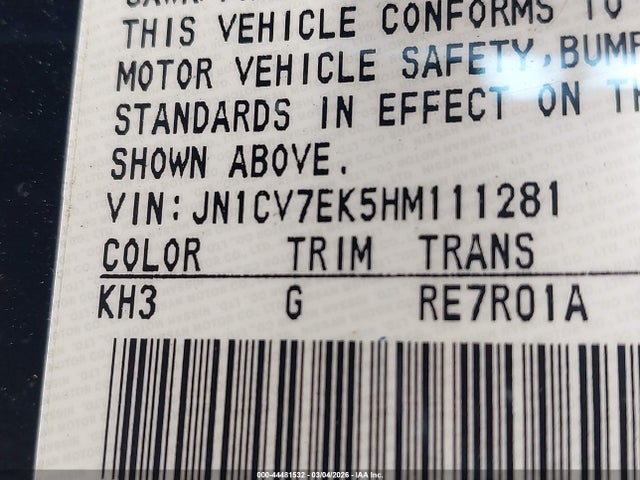 THIS VEHICLE CONFORMS TO
MOTOR VEHICLE SAFETY, BUMP
STANDARDS IN EFFECT ON TH
SHOWN ABOVE.
VIN: JN1CV7EK5HM111281
COLOR TRIM TRANS
KH3 G RE7R01A
000-44481532 - 03/04/2026 - IAA Inc.